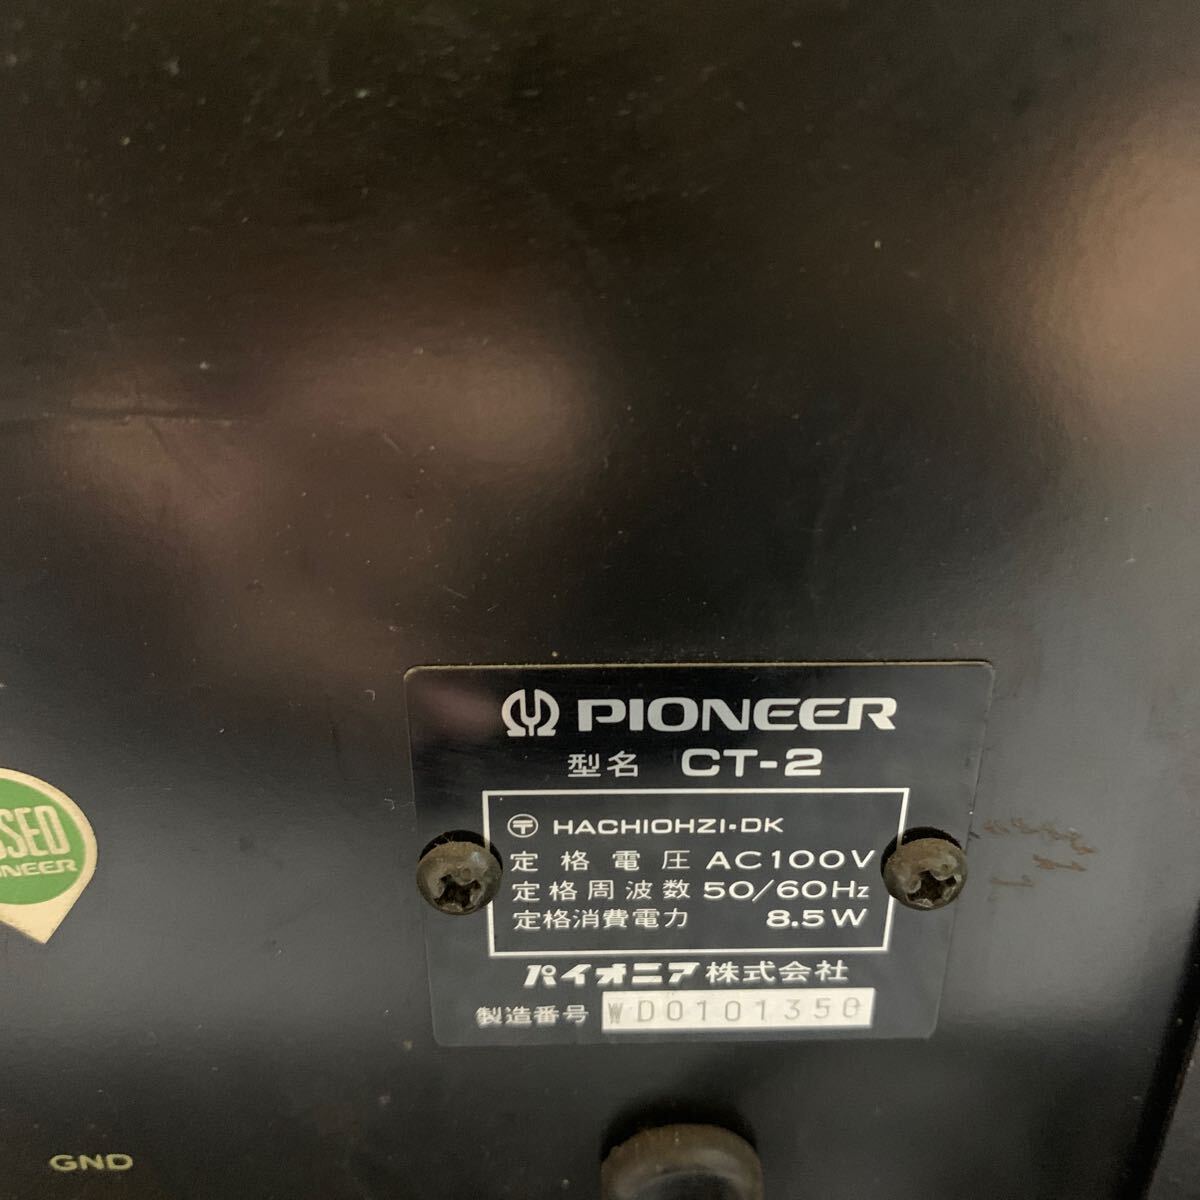 PIONEER
型名 CT-2
〒 HACHIOHZI-DK
定格電圧 AC100V
定格周波数 50/60Hz
定格消費電力 8.5W
パイオニア株式会社
製造番号 WD0101350
SSED
NEER
GND